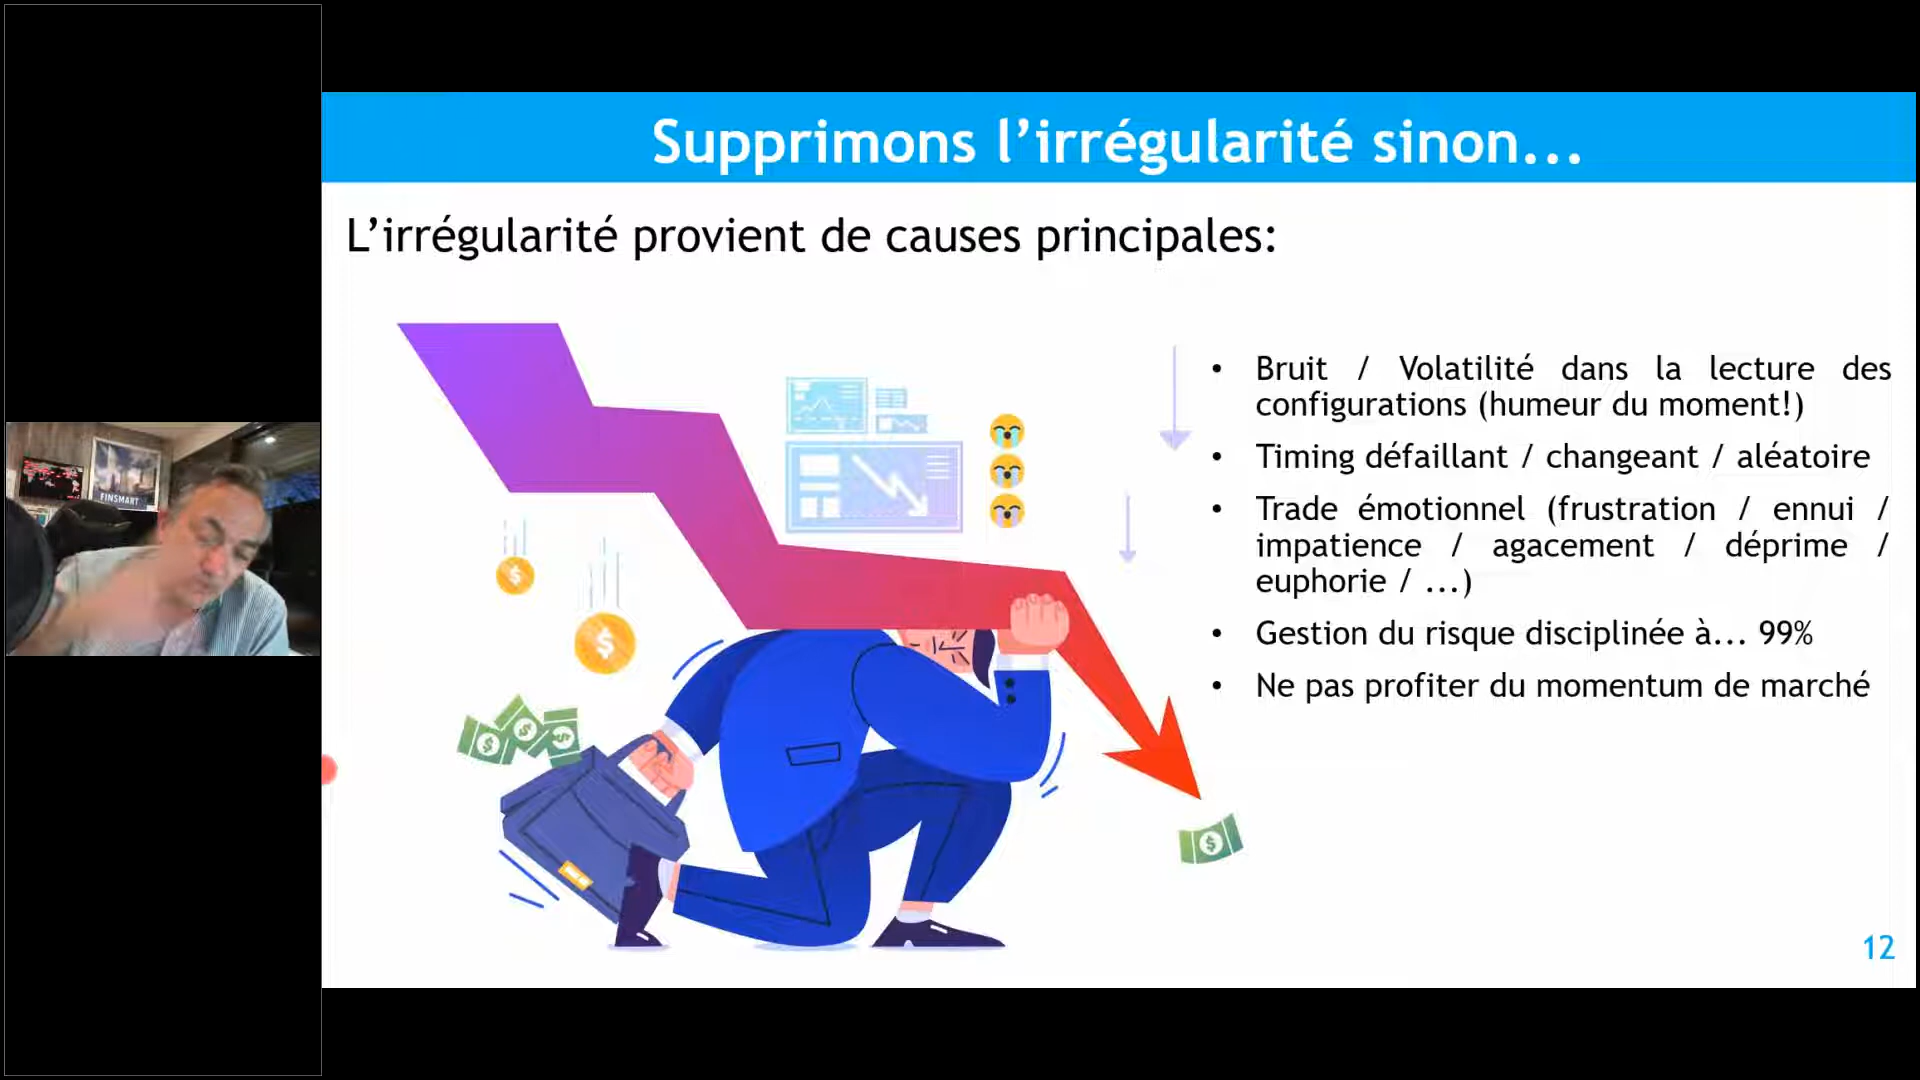 Supprimons l’irrégularité sinon...
L’irrégularité provient de causes principales:
• Bruit / Volatilité dans la lecture des
configurations (humeur du moment!)
• Timing défaillant / changeant / aléatoire
• Trade émotionnel (frustration / ennui /
impatience / agacement / déprime /
euphorie / ...)
• Gestion du risque disciplinée à... 99%
• Ne pas profiter du momentum de marché
FINSMART
$
$
$
$
$
$
12